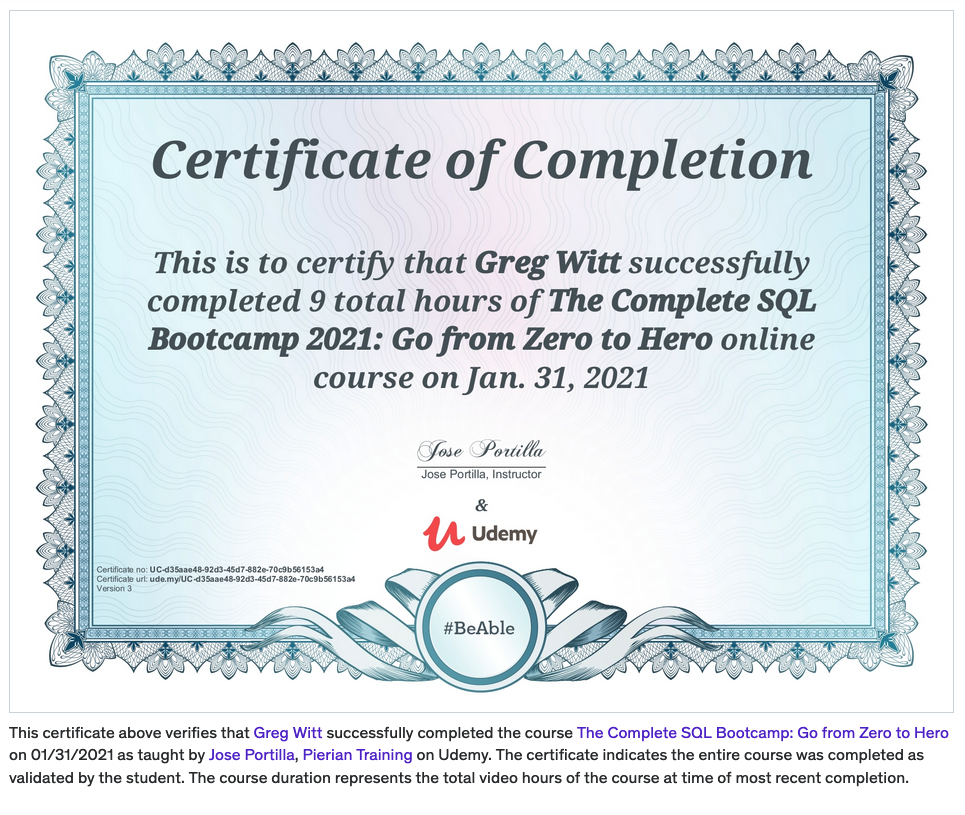 Certificate of Completion
This is to certify that Greg Witt successfully
completed 9 total hours of The Complete SQL
Bootcamp 2021: Go from Zero to Hero online
course on Jan. 31, 2021
Jose Portilla
Jose Portilla, Instructor
&
Udemy
Certificate no: UC-d35aae48-92d3-45d7-882e-70c9b56153a4
Certificate url: ude.my/UC-d35aae48-92d3-45d7-882e-70c9b56153a4
Version 3
#BeAble
This certificate above verifies that Greg Witt successfully completed the course The Complete SQL Bootcamp: Go from Zero to Hero
on 01/31/2021 as taught by Jose Portilla, Pierian Training on Udemy. The certificate indicates the entire course was completed as
validated by the student. The course duration represents the total video hours of the course at time of most recent completion.